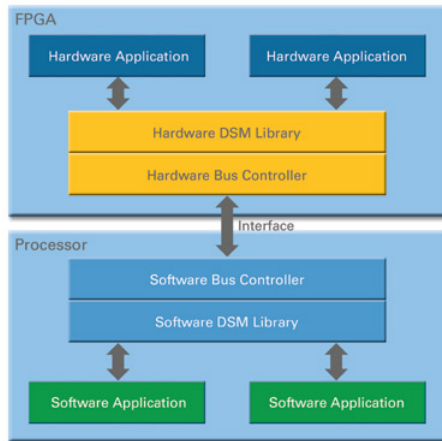 FPGA
Hardware Application
Hardware Application
Hardware DSM Library
Hardware Bus Controller
Interface
Processor
Software Bus Controller
Software DSM Library
Software Application
Software Application